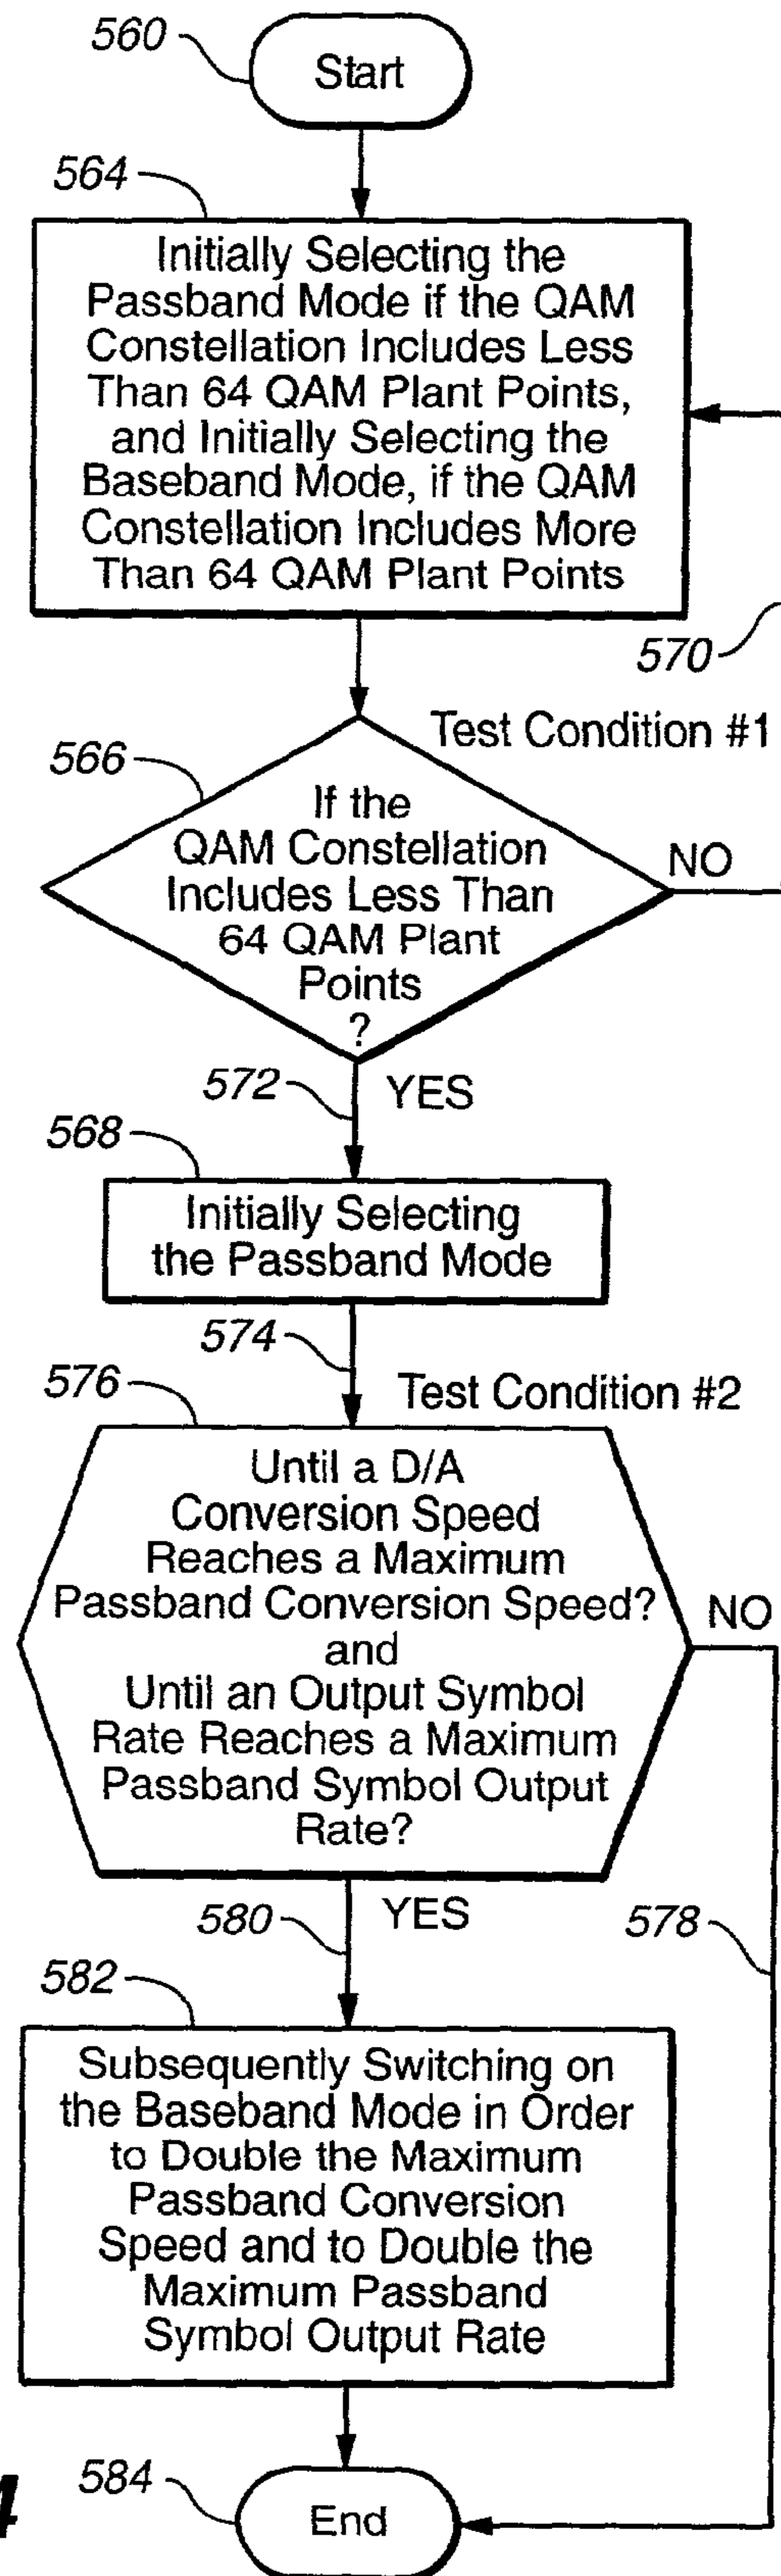 560
Start
564
Initially Selecting the
Passband Mode if the QAM
Constellation Includes Less
Than 64 QAM Plant Points,
and Initially Selecting the
Baseband Mode, if the QAM
Constellation Includes More
Than 64 QAM Plant Points
570
Test Condition #1
566
If the
QAM Constellation
Includes Less Than
64 QAM Plant
Points
?
NO
572
YES
568
Initially Selecting
the Passband Mode
574
576
Test Condition #2
Until a D/A
Conversion Speed
Reaches a Maximum
Passband Conversion Speed?
and
Until an Output Symbol
Rate Reaches a Maximum
Passband Symbol Output
Rate?
NO
580
YES
578
582
Subsequently Switching on
the Baseband Mode in Order
to Double the Maximum
Passband Conversion
Speed and to Double the
Maximum Passband
Symbol Output Rate
4
584
End